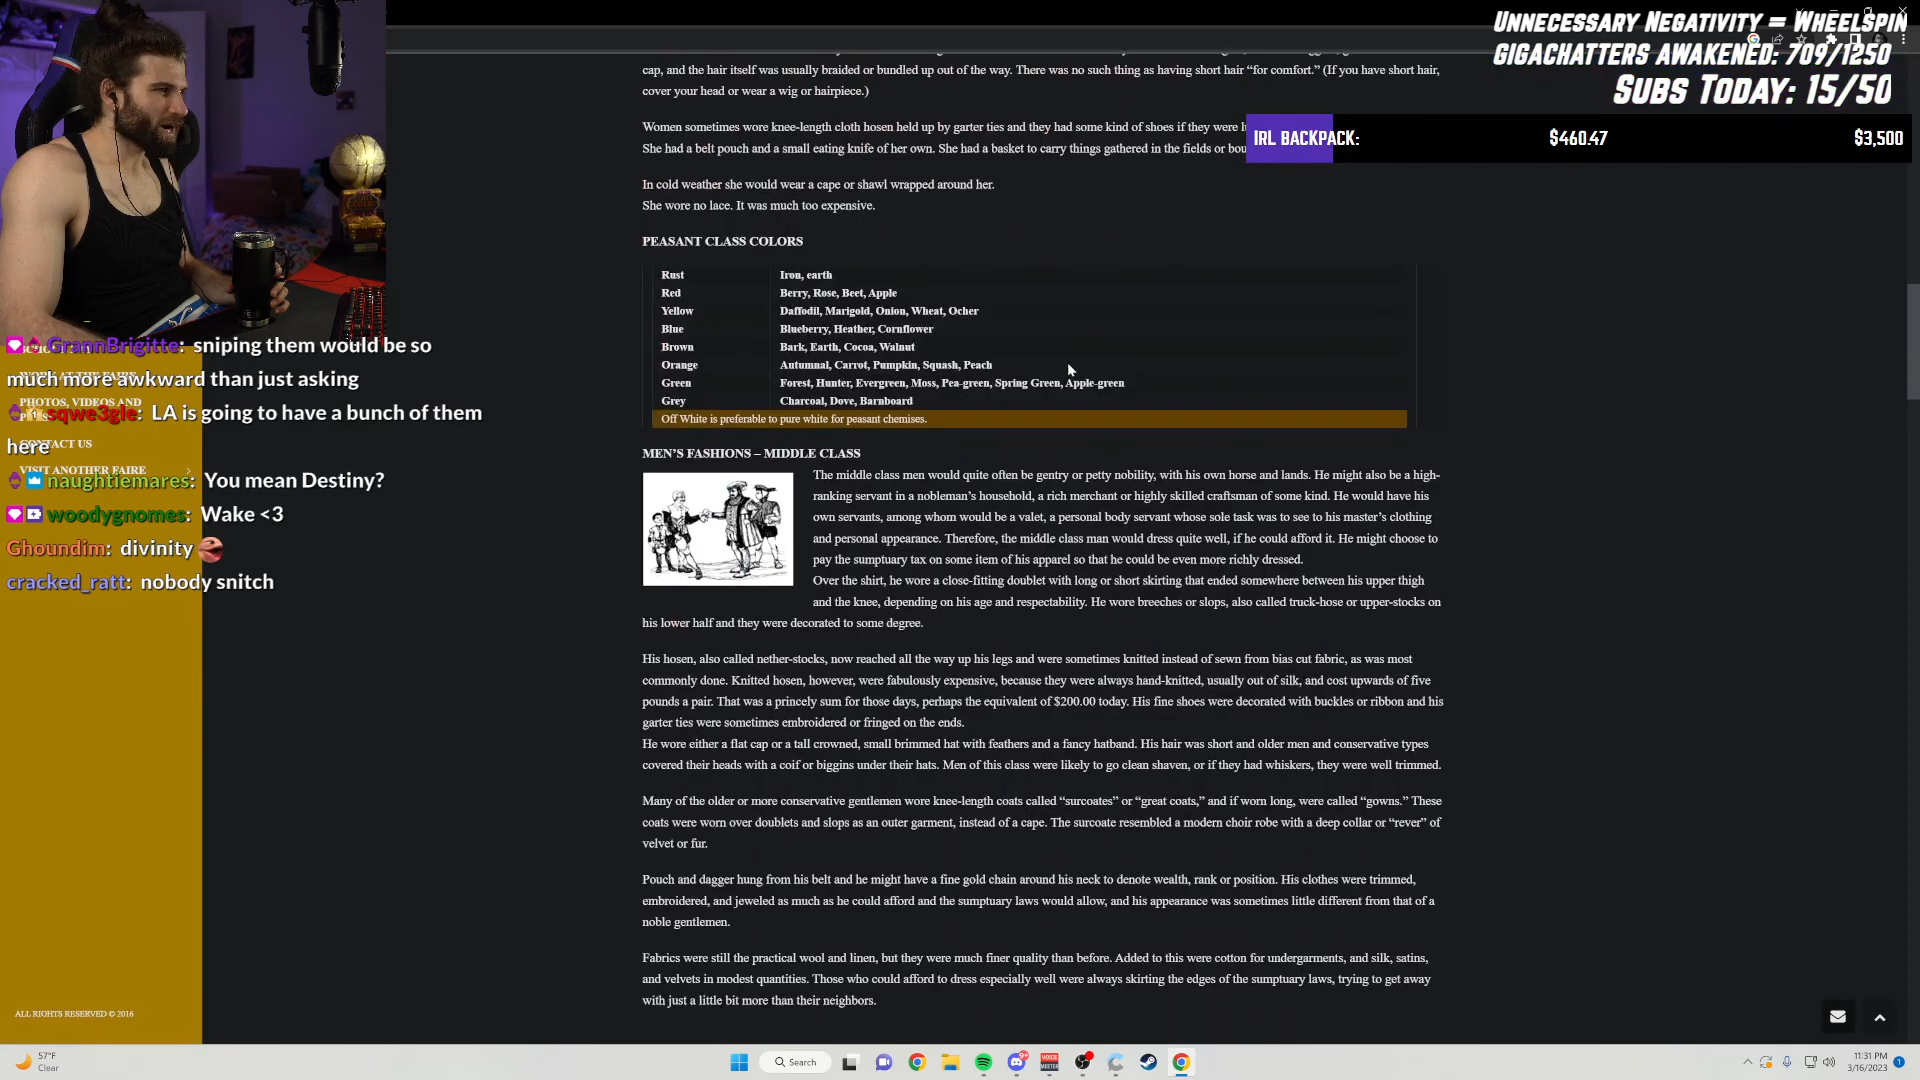 UNNECESSARY NEGATIVITY = WHEELSPIN
GIGACHATTERS AWAKENED: 709/1250
SUBS TODAY: 15/50
IRL BACKPACK: $460.47 $3,500
cap, and the hair itself was usually braided or bundled up out of the way. There was no such thing as having short hair “for comfort.” (If you have short hair,
cover your head or wear a wig or hairpiece.)
Women sometimes wore knee-length cloth hosen held up by garter ties and they had some kind of shoes if they were
She had a belt pouch and a small eating knife of her own. She had a basket to carry things gathered in the fields or
In cold weather she would wear a cape or shawl wrapped around her.
She wore no lace. It was much too expensive.
PEASANT CLASS COLORS
Rust Iron, earth
Red Berry, Rose, Beet, Apple
Yellow Daffodil, Marigold, Onion, Wheat, Ocher
Blue Blueberry, Heather, Cornflower
Brown Bark, Earth, Cocoa, Walnut
Orange Autumnal, Carrot, Pumpkin, Squash, Peach
Green Forest, Hunter, Evergreen, Moss, Pea-green, Spring Green, Apple-green
Grey Charcoal, Dove, Barnboard
Off White is preferable to pure white for peasant chemises.
MEN’S FASHIONS – MIDDLE CLASS
The middle class men would quite often be gentry or petty nobility, with his own horse and lands. He might also be a high-
ranking servant in a nobleman’s household, a rich merchant or highly skilled craftsman of some kind. He would have his
own servants, among whom would be a valet, a personal body servant whose sole task was to see to his master’s clothing
and personal appearance. Therefore, the middle class man would dress quite well, if he could afford it. He might choose to
pay the sumptuary tax on some item of his apparel so that he could be even more richly dressed.
Over the shirt, he wore a close-fitting doublet with long or short skirting that ended somewhere between his upper thigh
and the knee, depending on his age and respectability. He wore breeches or slops, also called truck-hose or upper-stocks on
his lower half and they were decorated to some degree.
His hosen, also called nether-stocks, now reached all the way up his legs and were sometimes knitted instead of sewn from bias cut fabric, as was most
commonly done. Knitted hosen, however, were fabulously expensive, because they were always hand-knitted, usually out of silk, and cost upwards of five
pounds a pair. That was a princely sum for those days, perhaps the equivalent of $200.00 today. His fine shoes were decorated with buckles or ribbon and his
garter ties were sometimes embroidered or fringed on the ends.
He wore either a flat cap or a tall crowned, small brimmed hat with feathers and a fancy hatband. His hair was short and older men and conservative types
covered their heads with a coif or biggins under their hats. Men of this class were likely to go clean shaven, or if they had whiskers, they were well trimmed.
Many of the older or more conservative gentlemen wore knee-length coats called “surcoates” or “great coats,” and if worn long, were called “gowns.” These
coats were worn over doublets and slops as an outer garment, instead of a cape. The surcoate resembled a modern choir robe with a deep collar or “rever” of
velvet or fur.
Pouch and dagger hung from his belt and he might have a fine gold chain around his neck to denote wealth, rank or position. His clothes were trimmed,
embroidered, and jeweled as much as he could afford and the sumptuary laws would allow, and his appearance was sometimes little different from that of a
noble gentlemen.
Fabrics were still the practical wool and linen, but they were much finer quality than before. Added to this were cotton for undergarments, and silk, satins,
and velvets in modest quantities. Those who could afford to dress especially well were always skirting the edges of the sumptuary laws, trying to get away
with just a little bit more than their neighbors.
GrannBrigitte: sniping them would be so
much more awkward than just asking
PHOTOS, VIDEOS AND
sqwe3gle: LA is going to have a bunch of them
here
CONTACT US
VISIT ANOTHER FAIRE
naughtiemares: You mean Destiny?
woodygnomes: Wake <3
Ghoundim: divinity
cracked_ratt: nobody snitch
ALL RIGHTS RESERVED © 2016
57°F
Clear
Search
VOICE
MEETER
11:31 PM
3/16/2023
1